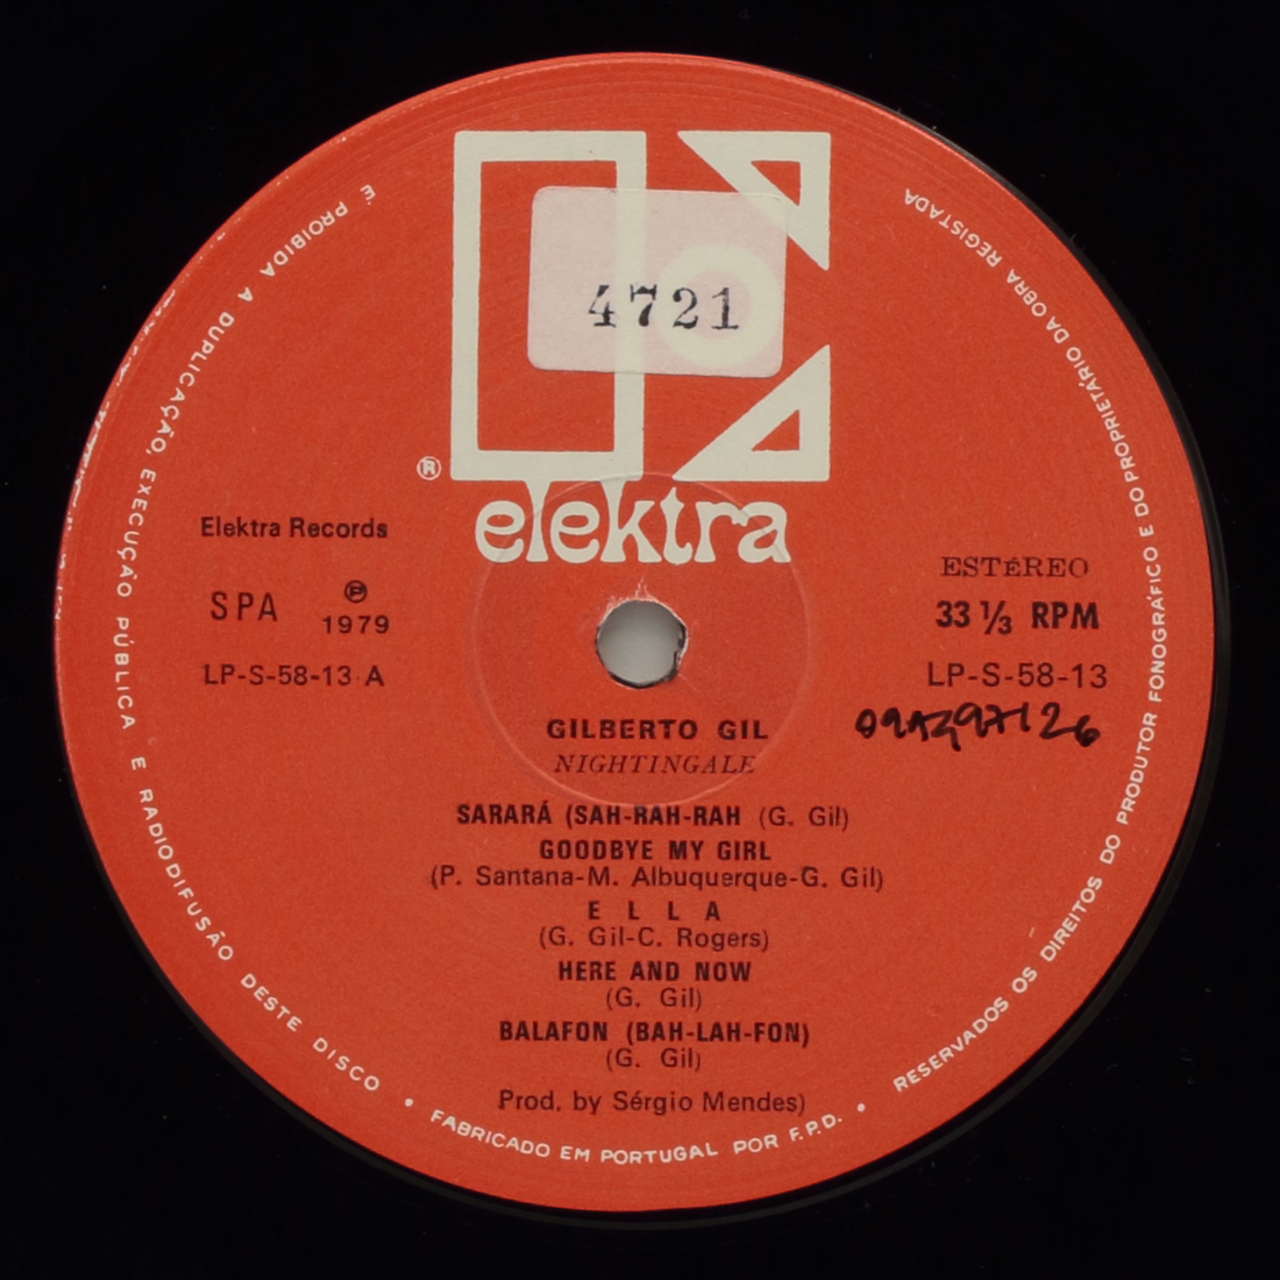 4721
®
elektra
Elektra Records
SPA
℗
1979
LP-S-58-13 A
ESTÉREO
33 ⅓ RPM
LP-S-58-13
GILBERTO GIL
NIGHTINGALE
SARARÁ (SAH-RAH-RAH (G. Gil)
GOODBYE MY GIRL
(P. Santana-M. Albuquerque-G. Gil)
E L L A
(G. Gil-C. Rogers)
HERE AND NOW
(G. Gil)
BALAFON (BAH-LAH-FON)
(G. Gil)
Prod. by Sérgio Mendes)
É PROIBIDA A DUPLICAÇÃO, EXECUÇÃO PÚBLICA E RADIODIFUSÃO DESTE DISCO • FABRICADO EM PORTUGAL POR F.P.D. • RESERVADOS OS DIREITOS DO PRODUTOR FONOGRÁFICO E DO PROPRIETÁRIO DA OBRA REGISTADA